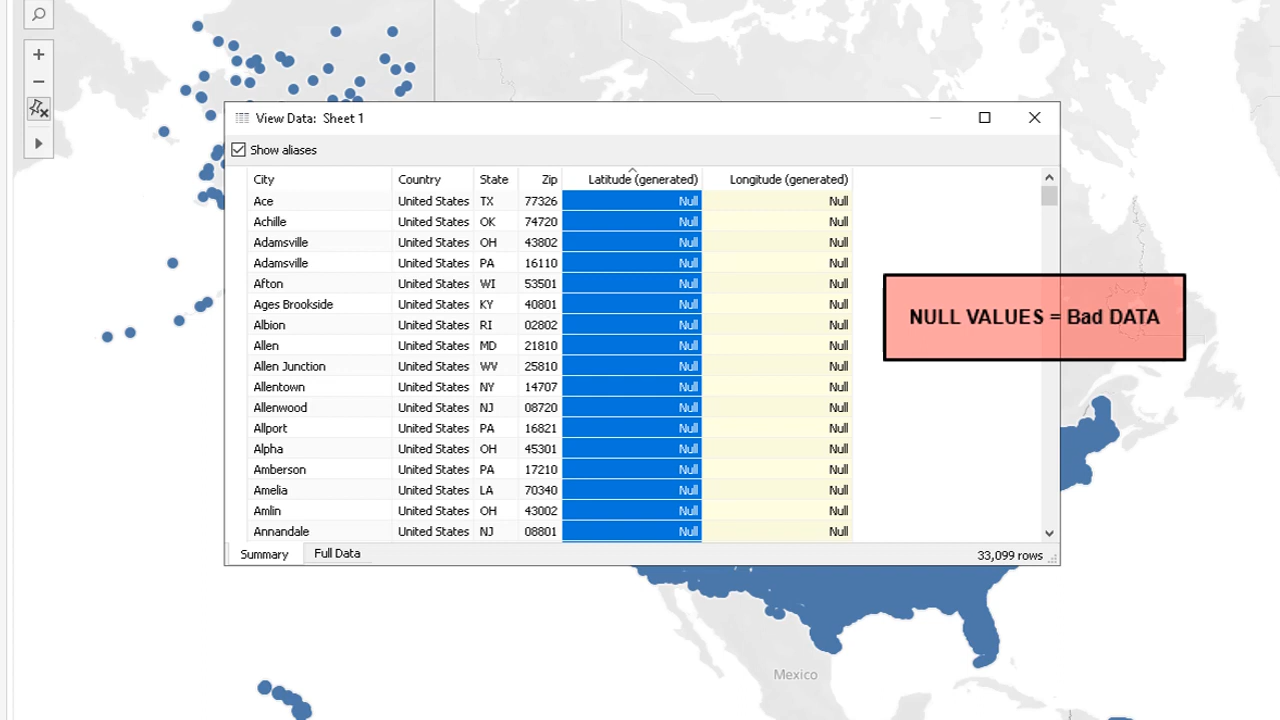 View Data: Sheet 1
Show aliases
City Country State Zip Latitude (generated) Longitude (generated)
Ace United States TX 77326 Null Null
Achille United States OK 74720 Null Null
Adamsville United States OH 43802 Null Null
Adamsville United States PA 16110 Null Null
Afton United States WI 53501 Null Null
Ages Brookside United States KY 40801 Null Null
Albion United States RI 02802 Null Null
Allen United States MD 21810 Null Null
Allen Junction United States WV 25810 Null Null
Allentown United States NY 14707 Null Null
Allenwood United States NJ 08720 Null Null
Allport United States PA 16821 Null Null
Alpha United States OH 45301 Null Null
Amberson United States PA 17210 Null Null
Amelia United States LA 70340 Null Null
Amlin United States OH 43002 Null Null
Annandale United States NJ 08801 Null Null
Summary Full Data 33,099 rows
NULL VALUES = Bad DATA
Mexico